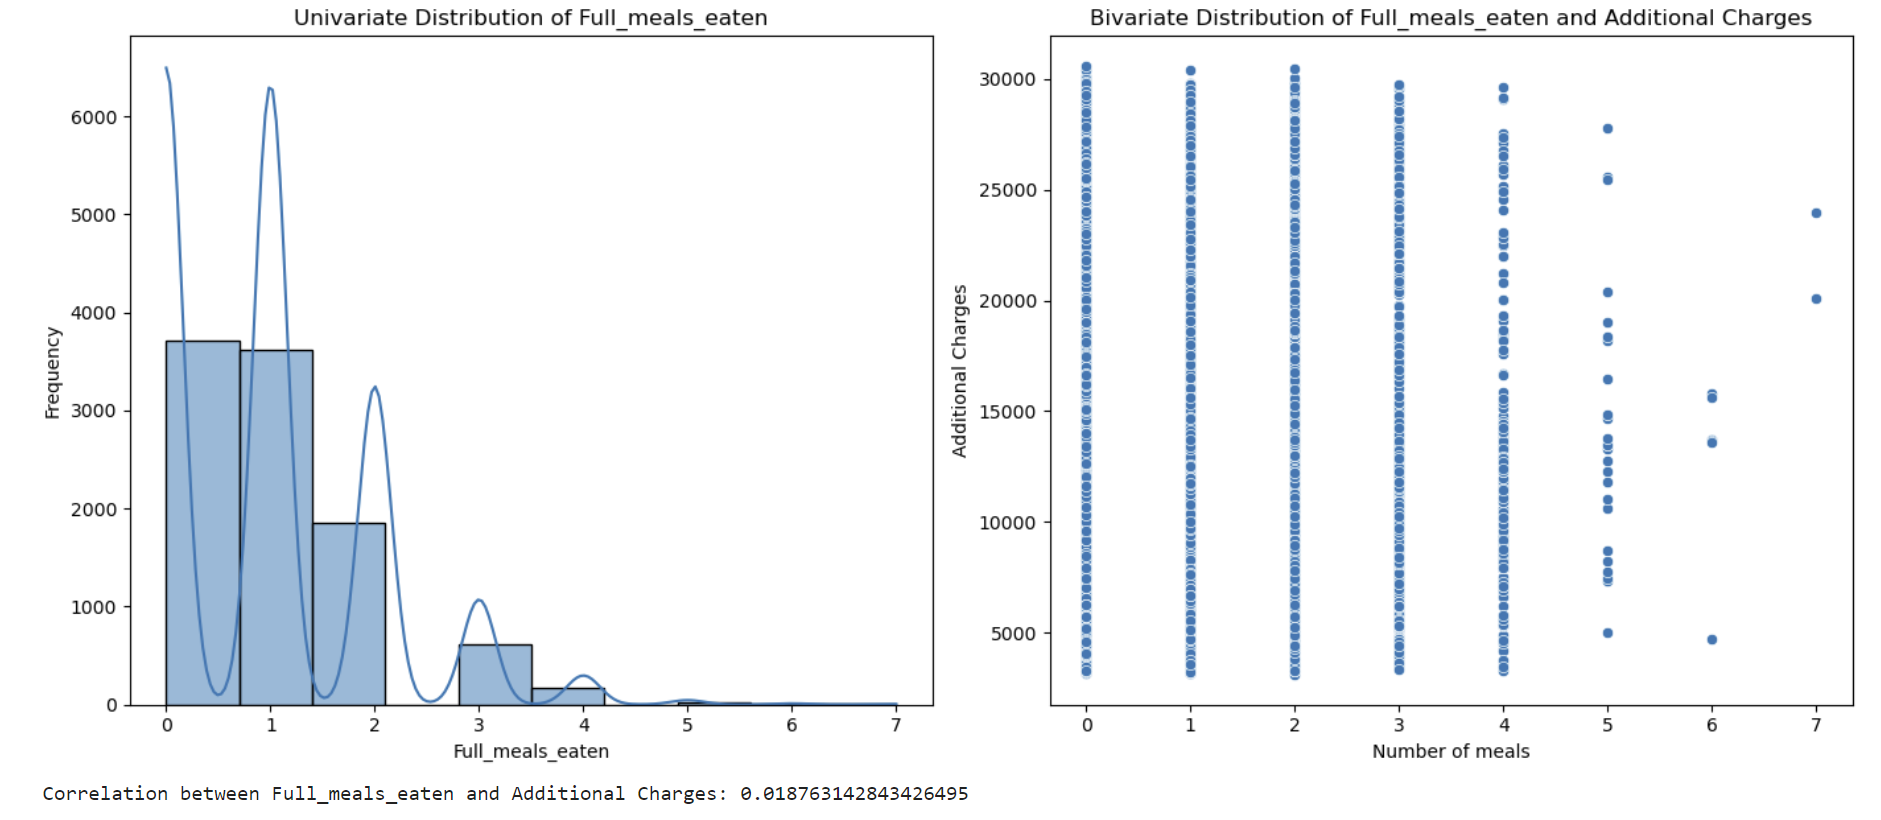 Univariate Distribution of Full_meals_eaten
Frequency
6000
5000
4000
3000
2000
1000
0
0 1 2 3 4 5 6 7
Full_meals_eaten
Bivariate Distribution of Full_meals_eaten and Additional Charges
Additional Charges
30000
25000
20000
15000
10000
5000
0 1 2 3 4 5 6 7
Number of meals
Correlation between Full_meals_eaten and Additional Charges: 0.018763142843426495